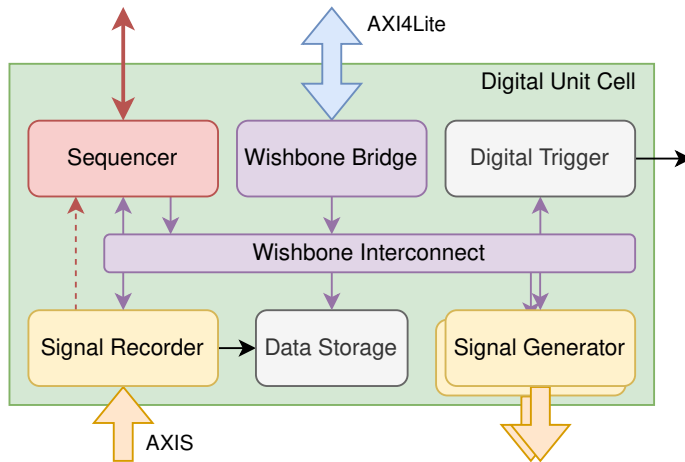 AXI4Lite
Digital Unit Cell
Sequencer
Wishbone Bridge
Digital Trigger
Wishbone Interconnect
Signal Recorder
Data Storage
Signal Generator
AXIS